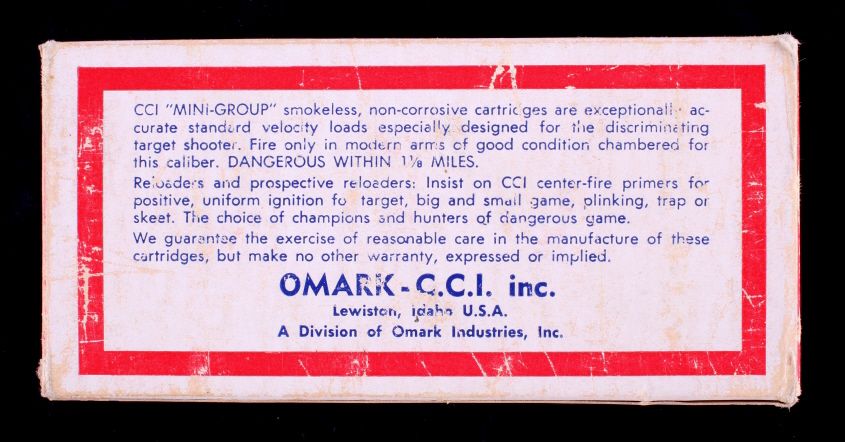 CCI "MINI-GROUP" smokeless, non-corrosive cartridges are exceptionally ac-
curate standard velocity loads especially designed for the discriminating
target shooter. Fire only in modern arms of good condition chambered for
this caliber. DANGEROUS WITHIN 1⅛ MILES.
Reloaders and prospective reloaders: Insist on CCI center-fire primers for
positive, uniform ignition fo target, big and small game, plinking, trap or
skeet. The choice of champions and hunters of dangerous game.
We guarantee the exercise of reasonable care in the manufacture of these
cartridges, but make no other warranty, expressed or implied.
OMARK - C.C.I. inc.
Lewiston, Idaho U.S.A.
A Division of Omark Industries, Inc.